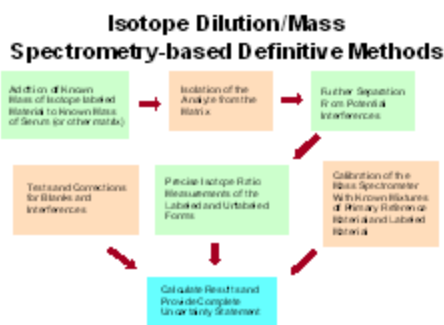 Isotope Dilution/Mass
Spectrometry-based Definitive Methods
Addition of Known
Mass of Isotope labeled
Material to Known Mass
of Serum (or other matrix)
Isolation of the
Analyte from the
Matrix
Further Separation
From Potential
Interferences
Tests and Corrections
for Blanks and
Interferences
Precise Isotope Ratio
Measurements of the
Labeled and Unlabeled
Forms
Calibration of the
Mass Spectrometer
With Known Mixtures
of Primary Reference
Material and Labeled
Material
Calculate Results and
Provide Complete
Uncertainty Statement